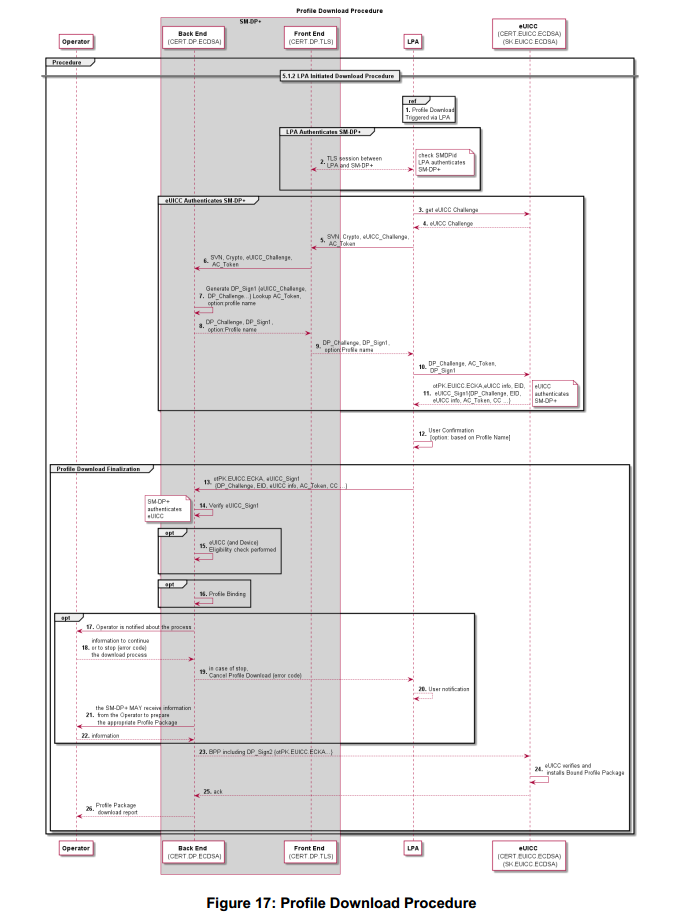 Profile Download Procedure
SM-DP+
Operator
Back End
(CERT.DP.ECDSA)
Front End
(CERT.DP.TLS)
LPA
eUICC
(CERT.EUICC.ECDSA)
(SK.EUICC.ECDSA)
Procedure
5.1.2 LPA Initiated Download Procedure
ref
1. Profile Download
Triggered via LPA
LPA Authenticates SM-DP+
2. TLS session between
LPA and SM-DP+
check SMDPid
LPA authenticates
SM-DP+
eUICC Authenticates SM-DP+
3. get eUICC Challenge
4. eUICC Challenge
5. SVN, Crypto, eUICC_Challenge,
AC_Token
6. SVN, Crypto, eUICC_Challenge,
AC_Token
7. Generate DP_Sign1 {eUICC_Challenge,
DP_Challenge...} Lookup AC_Token,
option:profile name
8. DP_Challenge, DP_Sign1,
option:Profile name
9. DP_Challenge, DP_Sign1,
option:Profile name
10. DP_Challenge, AC_Token,
DP_Sign1
11. otPK.EUICC.ECKA,eUICC info, EID,
eUICC_Sign1{DP_Challenge, EID,
eUICC info, AC_Token, CC ...}
eUICC
authenticates
SM-DP+
12. User Confirmation
[option: based on Profile Name]
Profile Download Finalization
13. otPK.EUICC.ECKA, eUICC_Sign1
{DP_Challenge, EID, eUICC info, AC_Token, CC ...}
SM-DP+
authenticates
eUICC
14. Verify eUICC_Sign1
opt
15. eUICC (and Device)
Eligibility check performed
opt
16. Profile Binding
opt
17. Operator is notified about the process
18. information to continue
or to stop (error code)
the download process
19. in case of stop,
Cancel Profile Download (error code)
20. User notification
21. the SM-DP+ MAY receive information
from the Operator to prepare
the appropriate Profile Package
22. information
23. BPP including DP_Sign2 {otPK.EUICC.ECKA...}
24. eUICC verifies and
installs Bound Profile Package
25. ack
26. Profile Package
download report
Operator
Back End
(CERT.DP.ECDSA)
Front End
(CERT.DP.TLS)
LPA
eUICC
(CERT.EUICC.ECDSA)
(SK.EUICC.ECDSA)
Figure 17: Profile Download Procedure